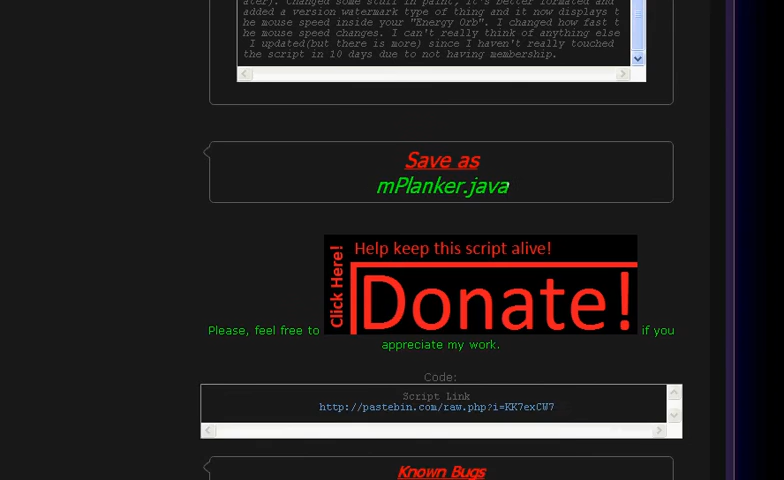 ater). Changed some stuff in paint, it's better formated and
added a version watermark type of thing and it now displays t
he mouse speed inside your "Energy Orb". I changed how fast t
he mouse speed changes. I can't really think of anything else
I updated(but there is more) since I haven't really touched
the script in 10 days due to not having membership.
Save as
mPlanker.java
Click Here!
Help keep this script alive!
Donate!
Please, feel free to if you
appreciate my work.
Code:
Script Link
http://pastebin.com/raw.php?i=KK7exCW7
Known Bugs